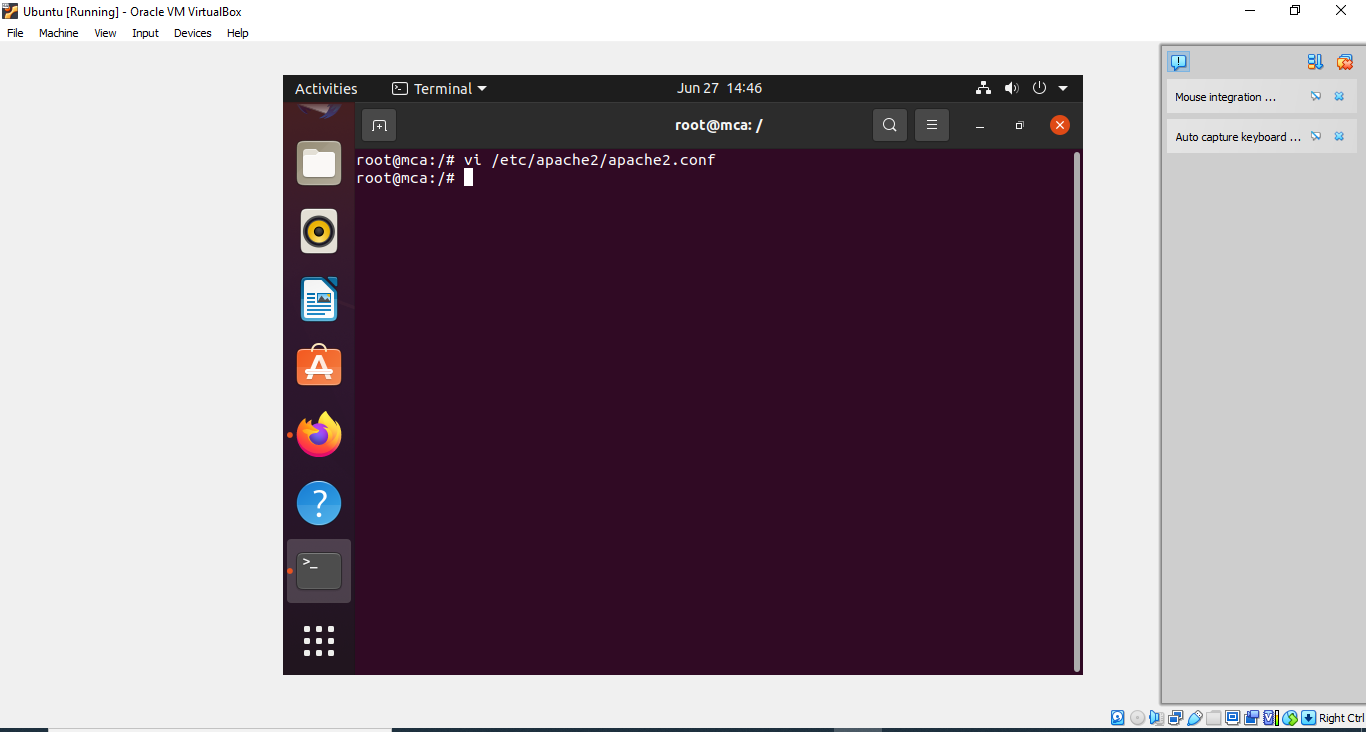 Ubuntu [Running] - Oracle VM VirtualBox
File Machine View Input Devices Help
Mouse integration ...
Auto capture keyboard ...
Activities Terminal Jun 27 14:46
root@mca: /
root@mca:/# vi /etc/apache2/apache2.conf
root@mca:/#
Right Ctrl